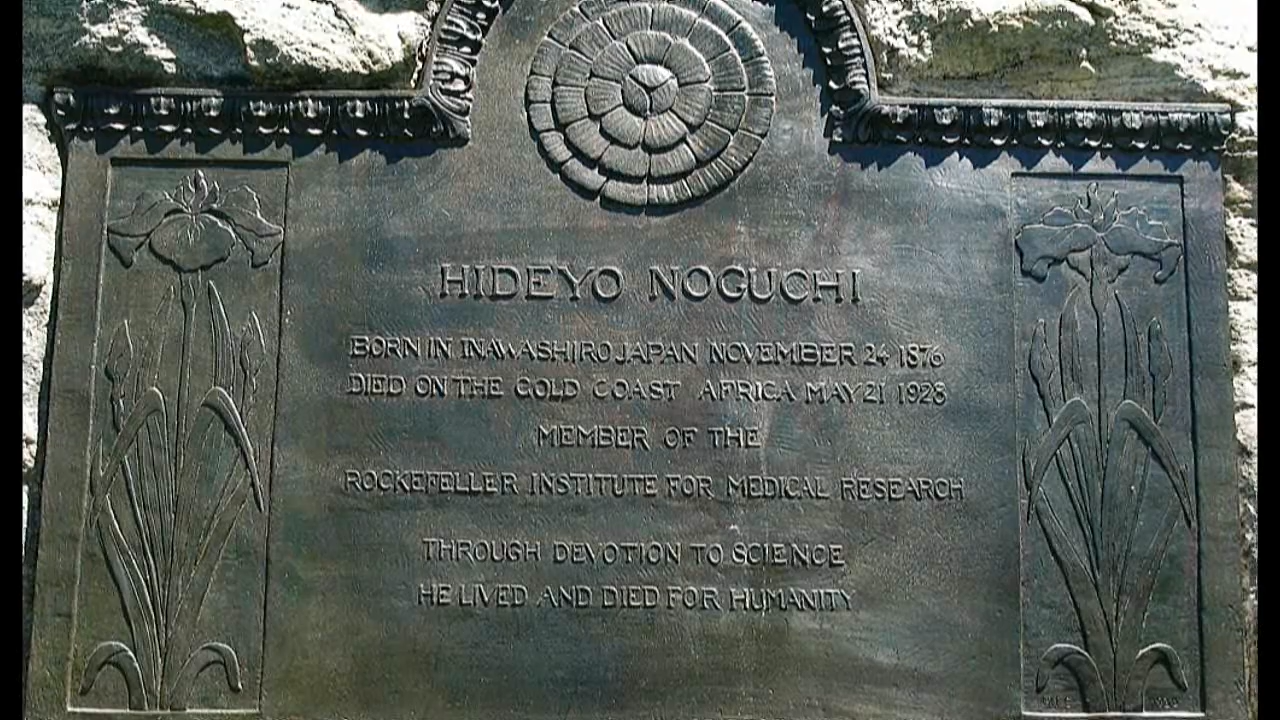 HIDEYO NOGUCHI
BORN IN INAWASHIRO JAPAN NOVEMBER 24 1876
DIED ON THE GOLD COAST AFRICA MAY 21 1928
MEMBER OF THE
ROCKEFELLER INSTITUTE FOR MEDICAL RESEARCH
THROUGH DEVOTION TO SCIENCE
HE LIVED AND DIED FOR HUMANITY